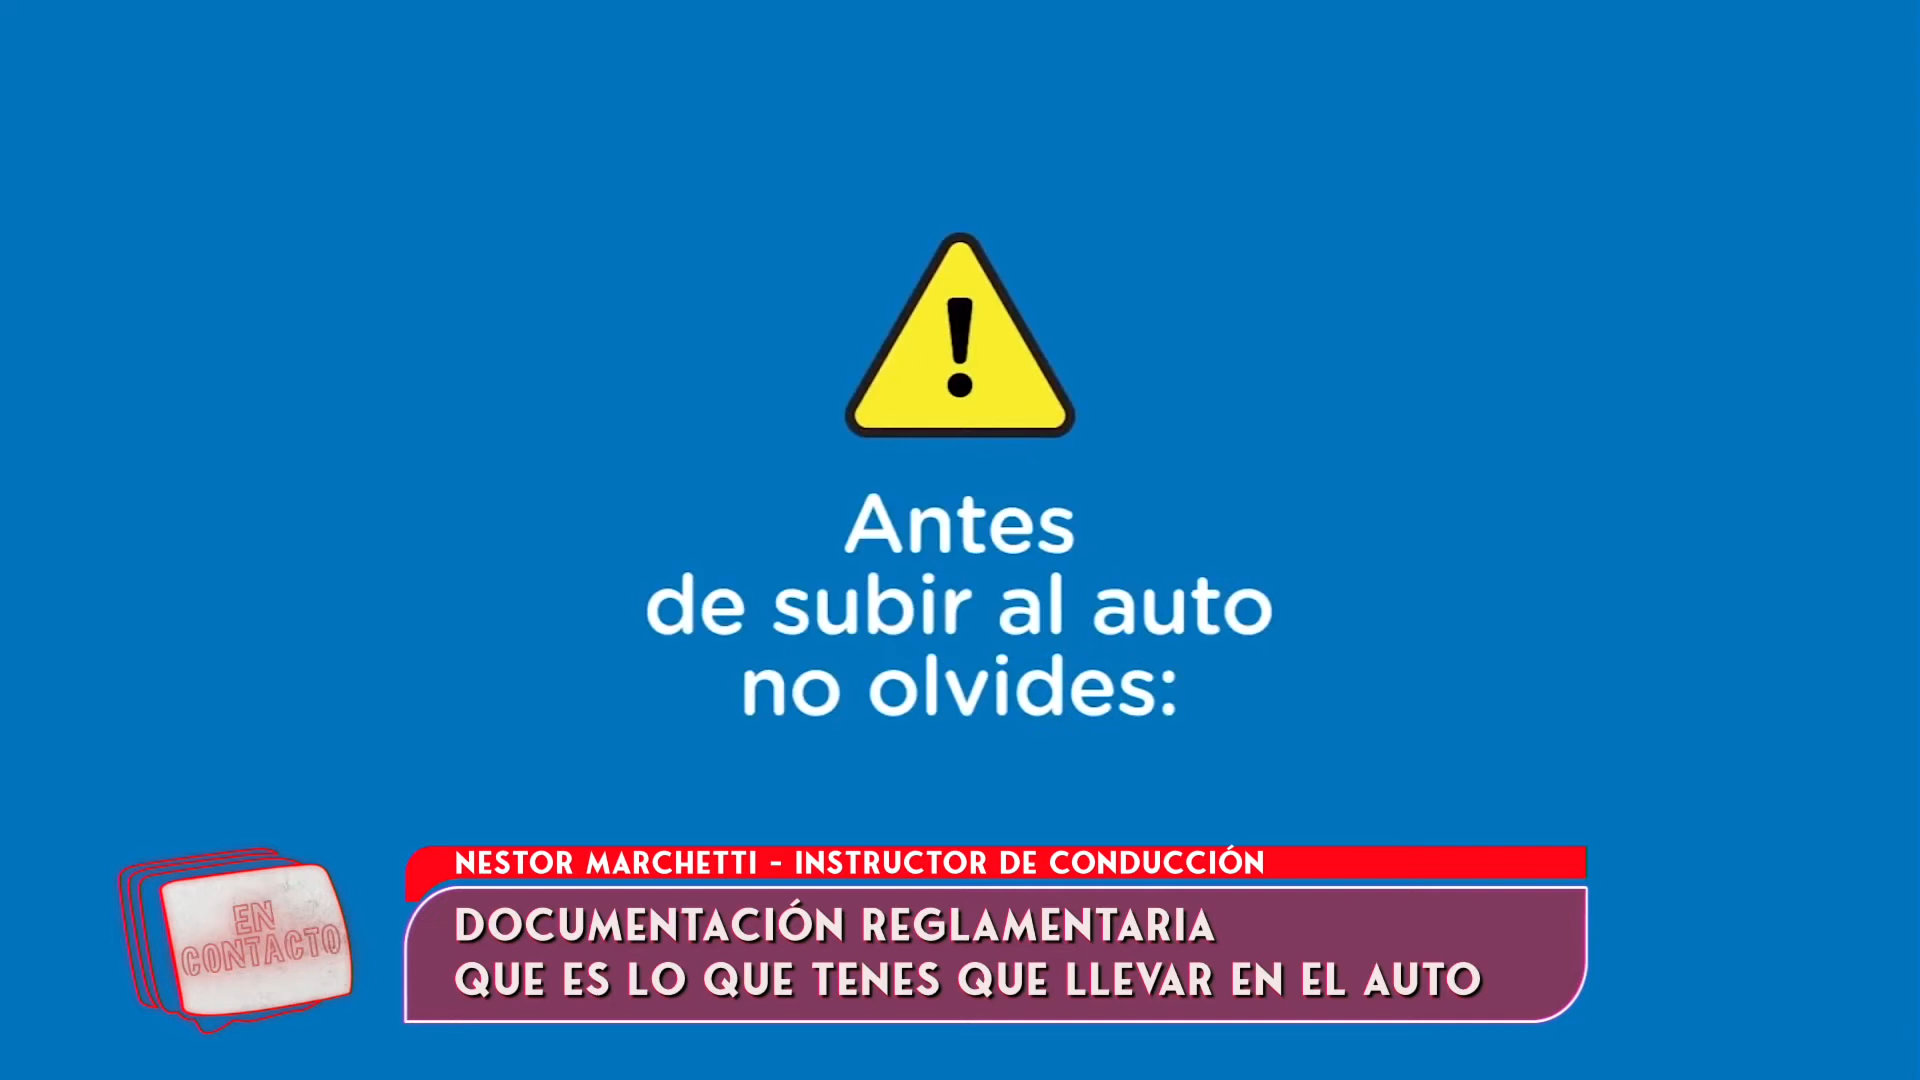 !
Antes
de subir al auto
no olvides:
NESTOR MARCHETTI - INSTRUCTOR DE CONDUCCIÓN
DOCUMENTACIÓN REGLAMENTARIA
QUE ES LO QUE TENES QUE LLEVAR EN EL AUTO
EN
CONTACTO